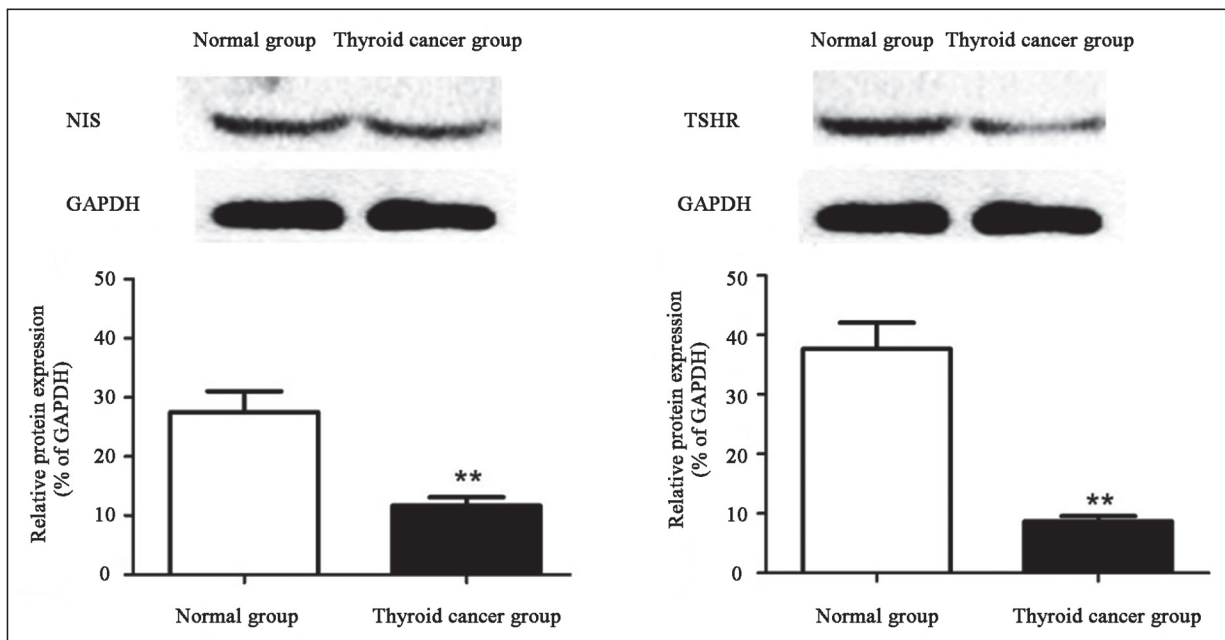 Normal group Thyroid cancer group
NIS
GAPDH
50
40
30
20
10
0
Relative protein expression
(% of GAPDH)
**
Normal group Thyroid cancer group
Normal group Thyroid cancer group
TSHR
GAPDH
50
40
30
20
10
0
Relative protein expression
(% of GAPDH)
**
Normal group Thyroid cancer group